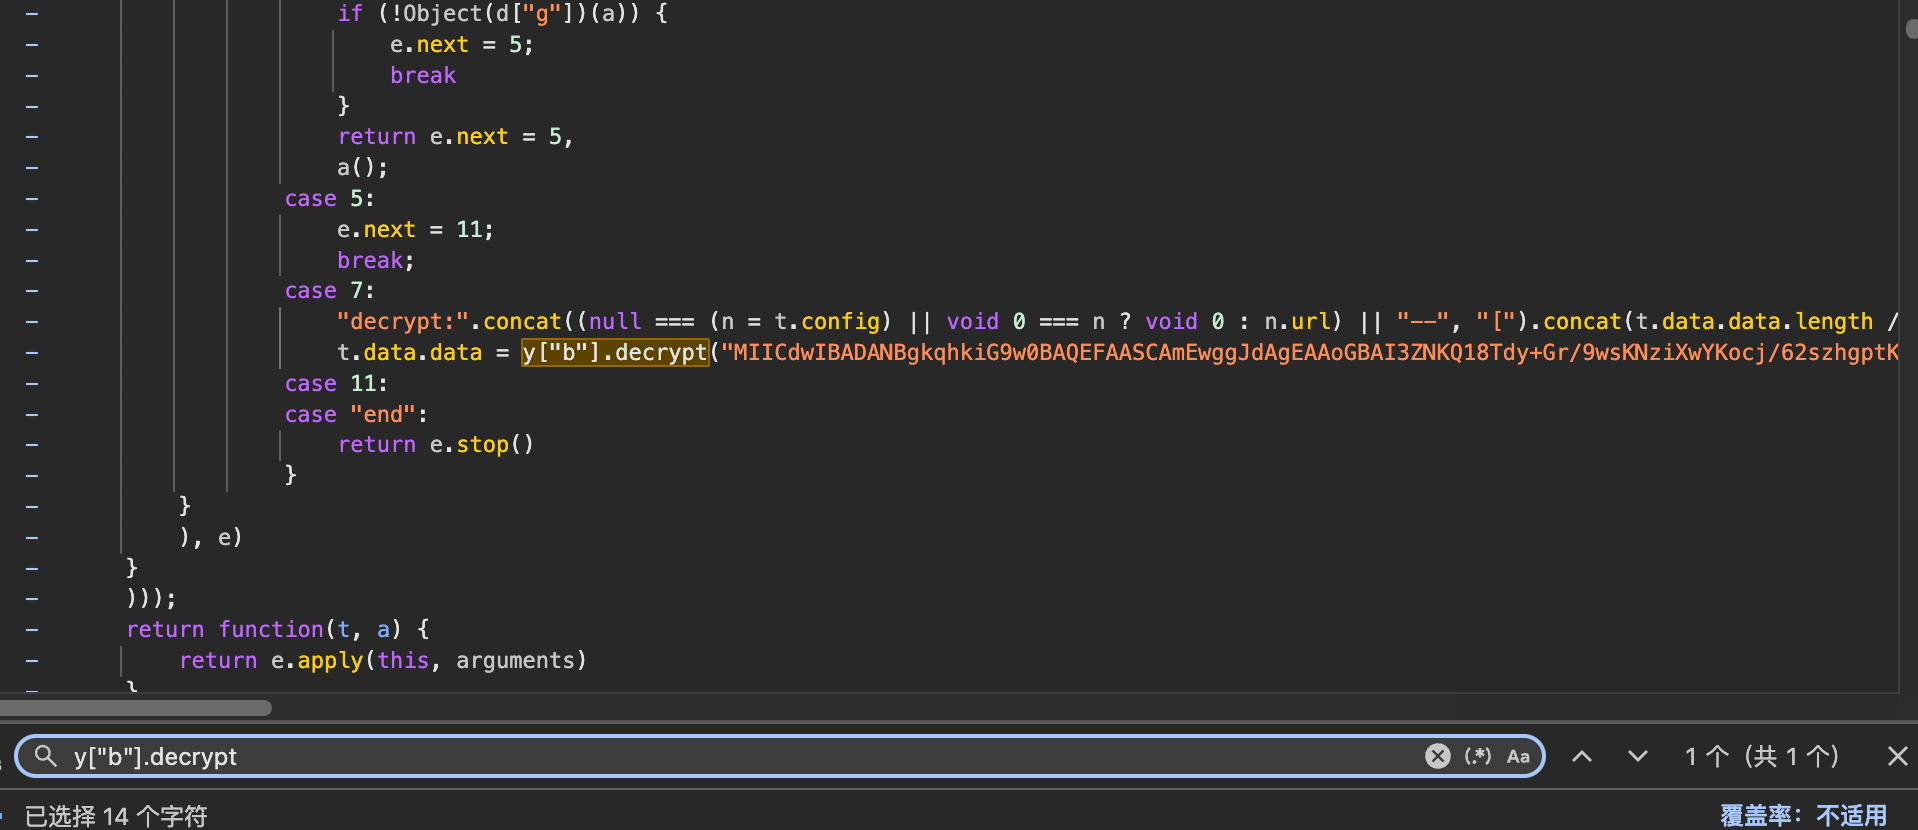 if (!Object(d["g"])(a)) {
e.next = 5;
break
}
return e.next = 5,
a();
case 5:
e.next = 11;
break;
case 7:
"decrypt:".concat((null === (n = t.config) || void 0 === n ? void 0 : n.url) || "--", "[").concat(t.data.data.length /
t.data.data = y["b"].decrypt("MIICdwIBADANBgkqhkiG9w0BAQEFAASCAmEwggJdAgEAAoGBAI3ZNKQ18Tdy+Gr/9wsKNziXwYKocj/62szhgptK
case 11:
case "end":
return e.stop()
}
}
), e)
}
)));
return function(t, a) {
return e.apply(this, arguments)
}
y["b"].decrypt
(.*) Aa
1 个（共 1 个）
已选择 14 个字符
覆盖率：不适用